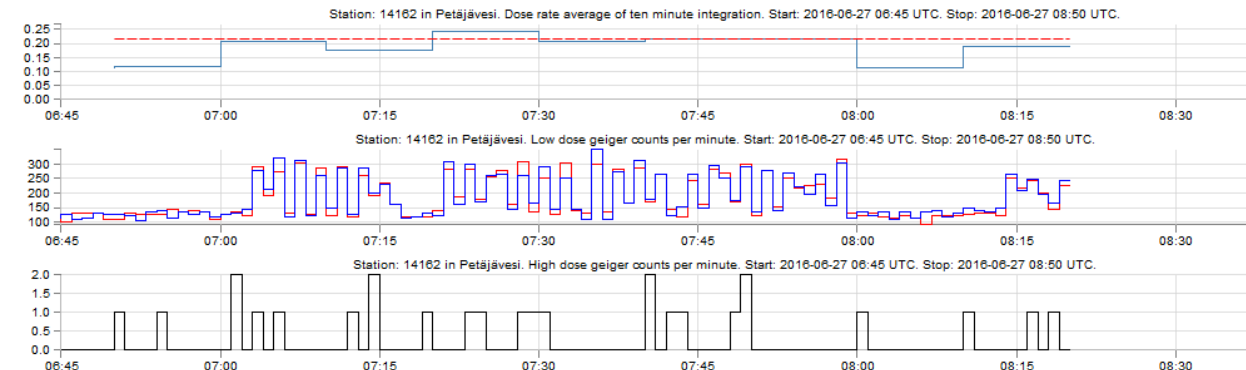 Station: 14162 in Petäjävesi. Dose rate average of ten minute integration. Start: 2016-06-27 06:45 UTC. Stop: 2016-06-27 08:50 UTC.
0.25
0.20
0.15
0.10
0.05
0.00
06:45 07:00 07:15 07:30 07:45 08:00 08:15 08:30
Station: 14162 in Petäjävesi. Low dose geiger counts per minute. Start: 2016-06-27 06:45 UTC. Stop: 2016-06-27 08:50 UTC.
300
250
200
150
100
06:45 07:00 07:15 07:30 07:45 08:00 08:15 08:30
Station: 14162 in Petäjävesi. High dose geiger counts per minute. Start: 2016-06-27 06:45 UTC. Stop: 2016-06-27 08:50 UTC.
2.0
1.5
1.0
0.5
0.0
06:45 07:00 07:15 07:30 07:45 08:00 08:15 08:30